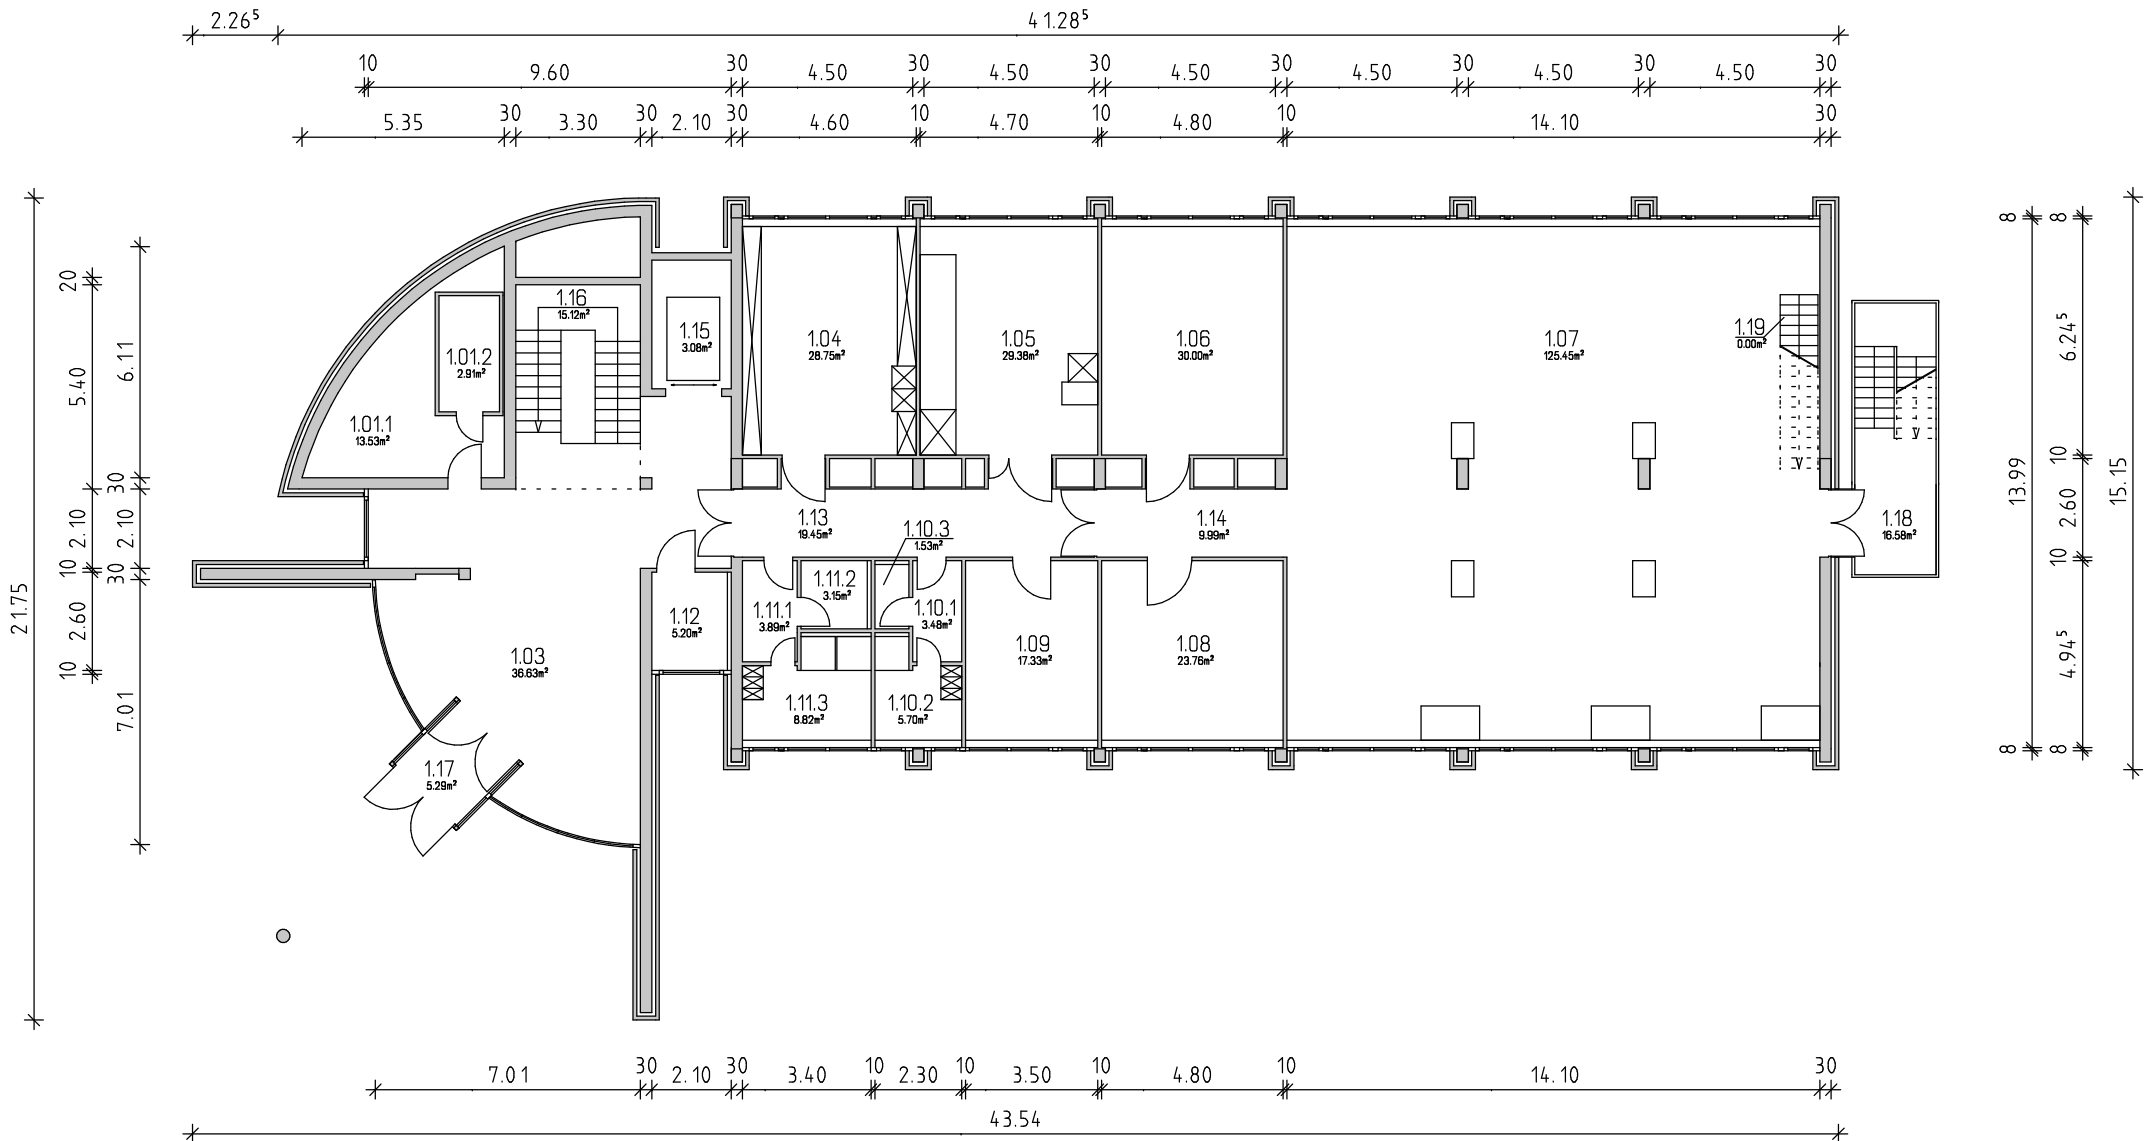 2.26⁵ 41.28⁵
10 9.60 30 4.50 30 4.50 30 4.50 30 4.50 30 4.50 30 4.50 30
5.35 30 3.30 30 2.10 30 4.60 10 4.70 10 4.80 10 14.10 30
21.75
20
5.40
2.10
10
2.60
10
6.11
30
2.10
30
7.01
1.16
15.12m²
1.01.2
2.91m²
1.01.1
13.53m²
1.15
3.08m²
1.04
28.75m²
1.05
29.38m²
1.06
30.00m²
1.07
125.45m²
1.19
0.00m²
1.13
19.45m²
1.10.3
1.53m²
1.14
9.99m²
1.18
16.58m²
1.11.2
3.15m²
1.11.1
3.89m²
1.10.1
3.48m²
1.12
5.20m²
1.03
36.63m²
1.09
17.33m²
1.08
23.76m²
1.11.3
8.82m²
1.10.2
5.70m²
1.17
5.29m²
8
13.99
8
8
6.24⁵
10
2.60
10
4.94⁵
8
15.15
7.01 30 2.10 30 3.40 10 2.30 10 3.50 10 4.80 10 14.10 30
43.54